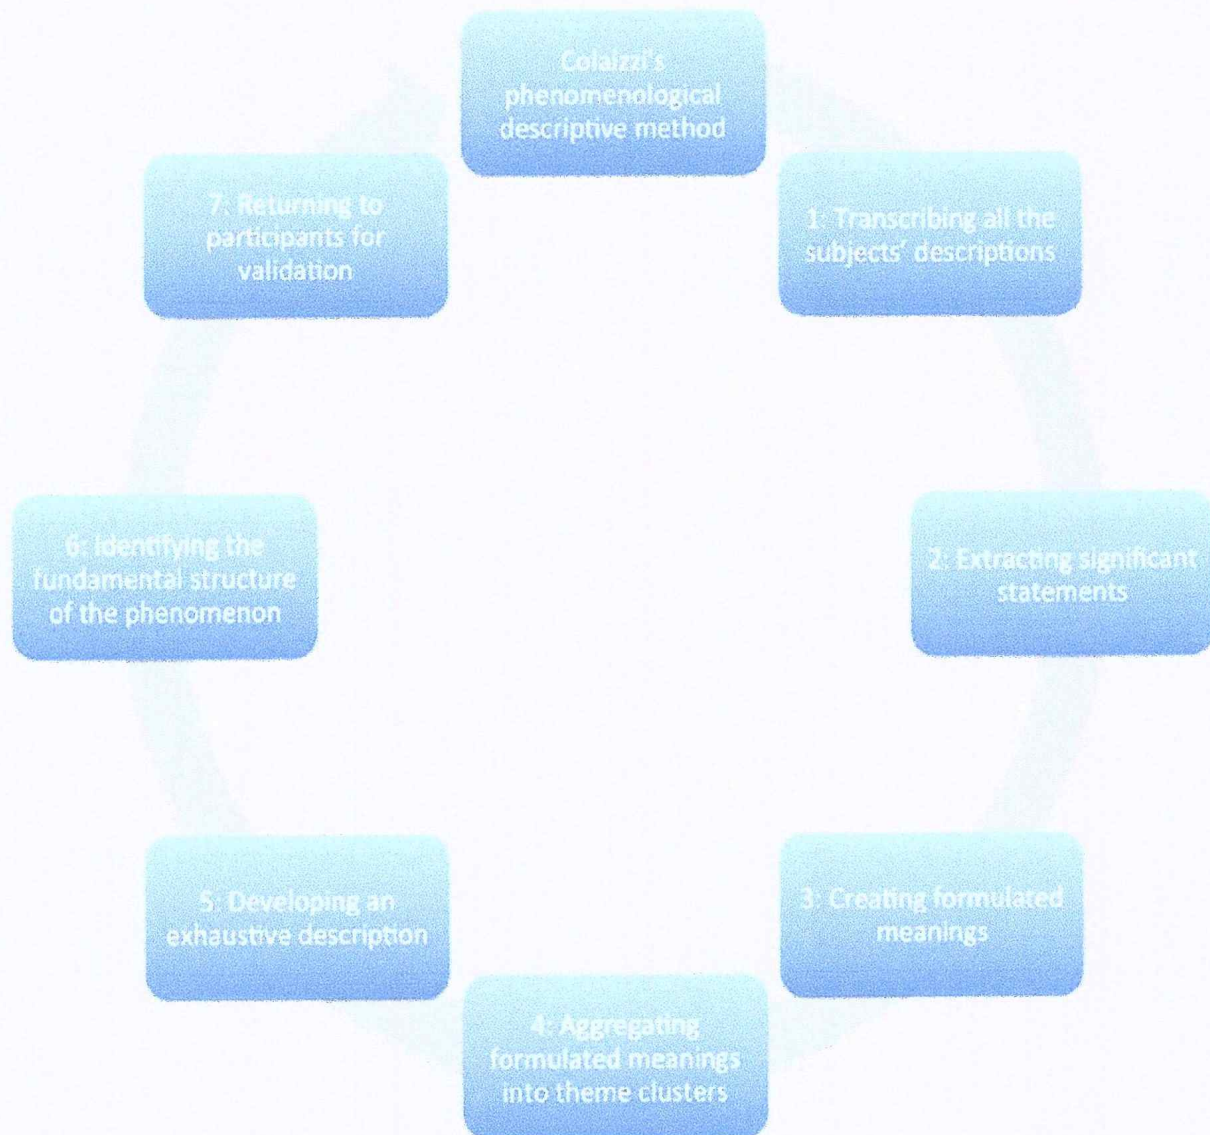 Colaizzi's
phenomenological
descriptive method
1: Transcribing all the
subjects' descriptions
2: Extracting significant
statements
3: Creating formulated
meanings
4: Aggregating
formulated meanings
into theme clusters
5: Developing an
exhaustive description
6: Identifying the
fundamental structure
of the phenomenon
7: Returning to
participants for
validation